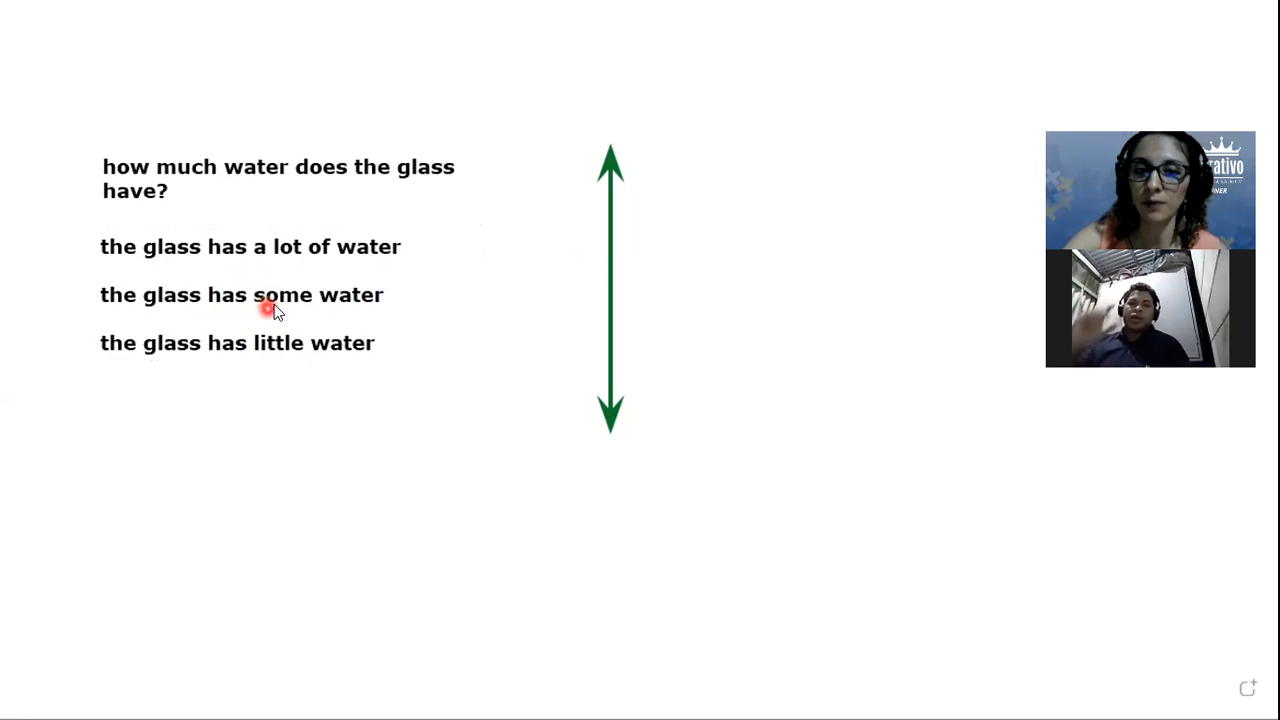 how much water does the glass
have?
the glass has a lot of water
the glass has some water
the glass has little water